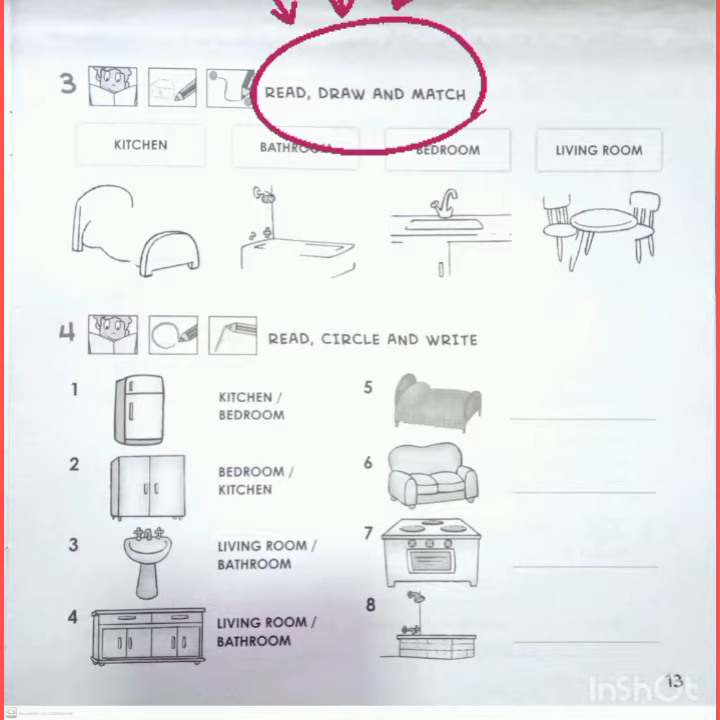 3 READ, DRAW AND MATCH
KITCHEN BATHROOM BEDROOM LIVING ROOM
4 READ, CIRCLE AND WRITE
1 KITCHEN /
BEDROOM
2 BEDROOM /
KITCHEN
3 LIVING ROOM /
BATHROOM
4 LIVING ROOM /
BATHROOM
5
6
7
8
13
InShOt